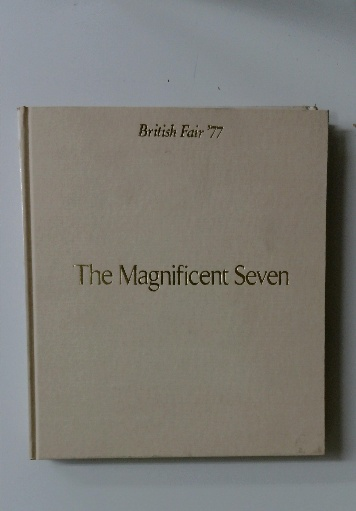 British Fair '77
The Magnificent Seven